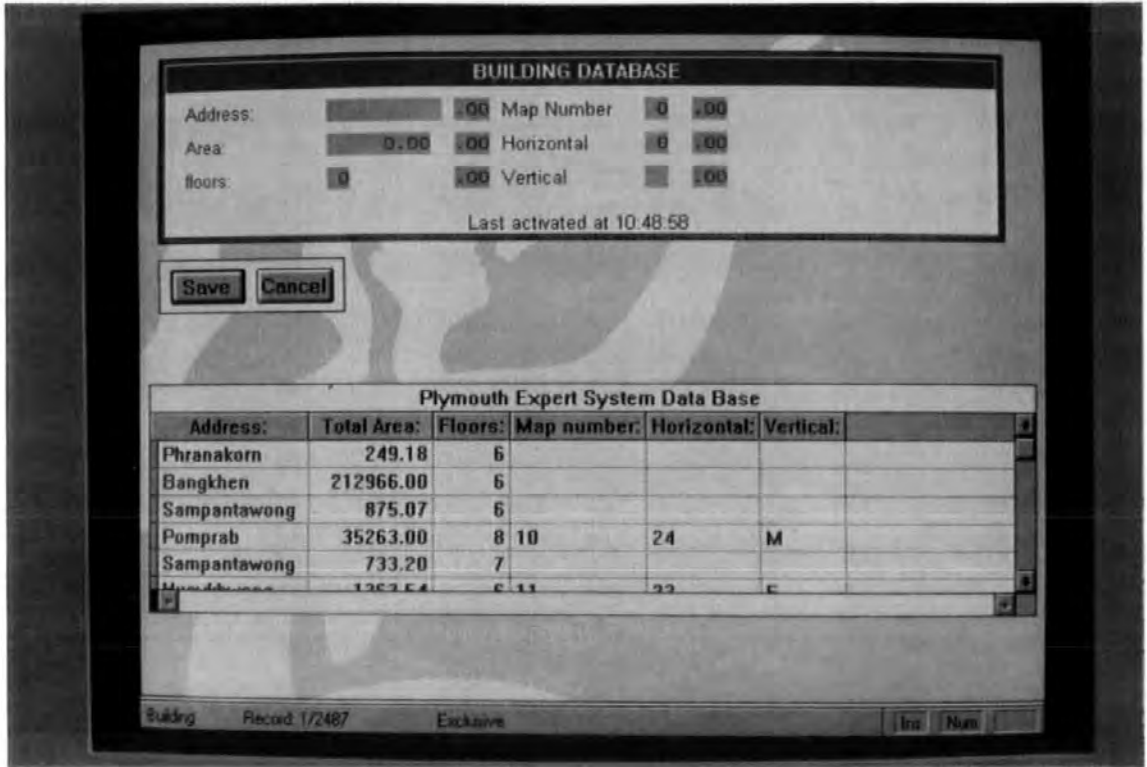 BUILDING DATABASE
Address: .00 Map Number 0 .00
Area: 0.00 .00 Horizontal 0 .00
floors: 0 .00 Vertical .00
Last activated at 10:48:58
Save Cancel
Plymouth Expert System Data Base
Address: Total Area: Floors: Map number: Horizontal: Vertical:
Phranakorn 249.18 6
Bangkhen 212966.00 6
Sampantawong 875.07 6
Pomprab 35263.00 8 10 24 M
Sampantawong 733.20 7
11
Building Record: 1/2487 Exclusive Ins Num